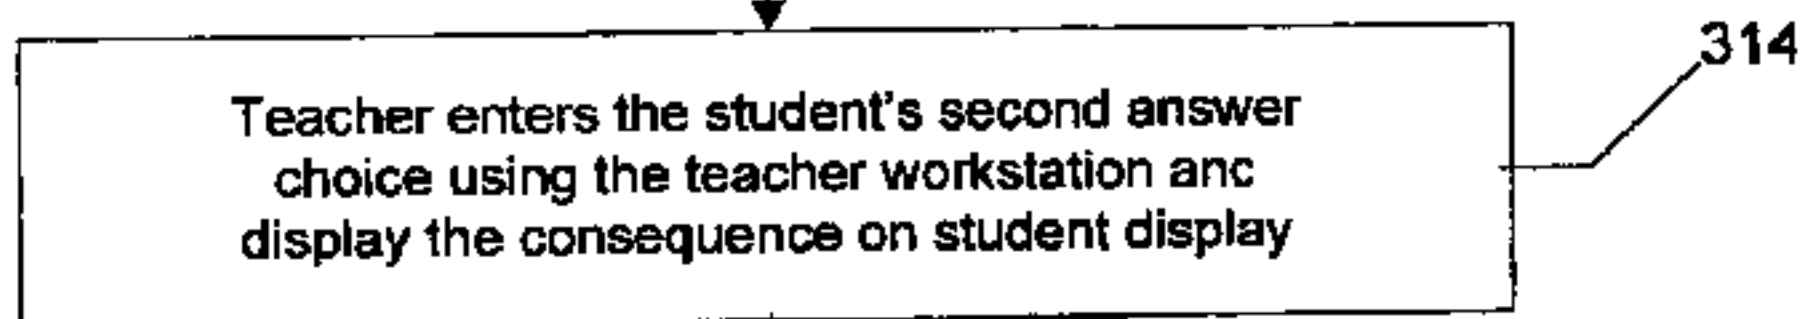 314
Teacher enters the student's second answer
choice using the teacher workstation anc
display the consequence on student display